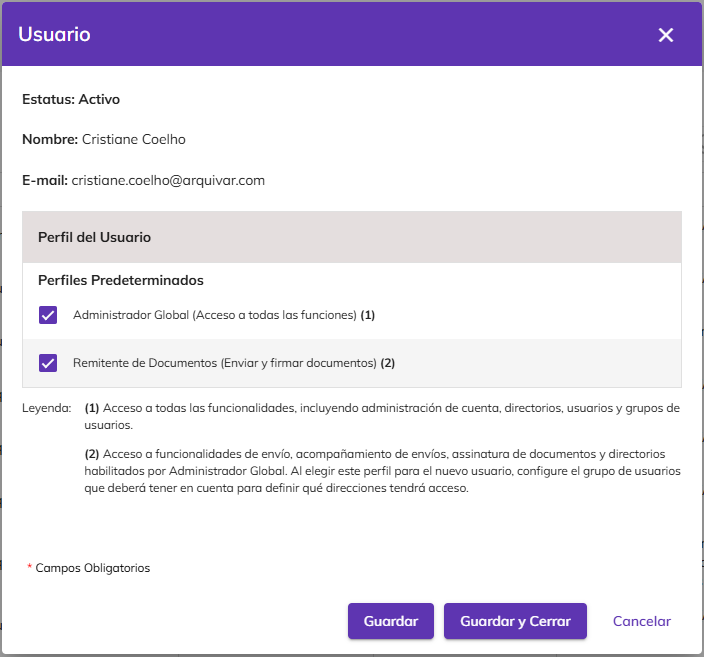 Usuario
Estatus: Activo
Nombre: Cristiane Coelho
E-mail: cristiane.coelho@arquivar.com
Perfil del Usuario
Perfiles Predeterminados
Administrador Global (Acceso a todas las funciones) (1)
Remitente de Documentos (Enviar y firmar documentos) (2)
Leyenda: (1) Acceso a todas las funcionalidades, incluyendo administración de cuenta, directorios, usuarios y grupos de
usuarios.
(2) Acceso a funcionalidades de envío, acompañamiento de envíos, assinatura de documentos y directorios
habilitados por Administrador Global. Al elegir este perfil para el nuevo usuario, configure el grupo de usuarios
que deberá tener en cuenta para definir qué direcciones tendrá acceso.
* Campos Obligatorios
Guardar
Guardar y Cerrar
Cancelar